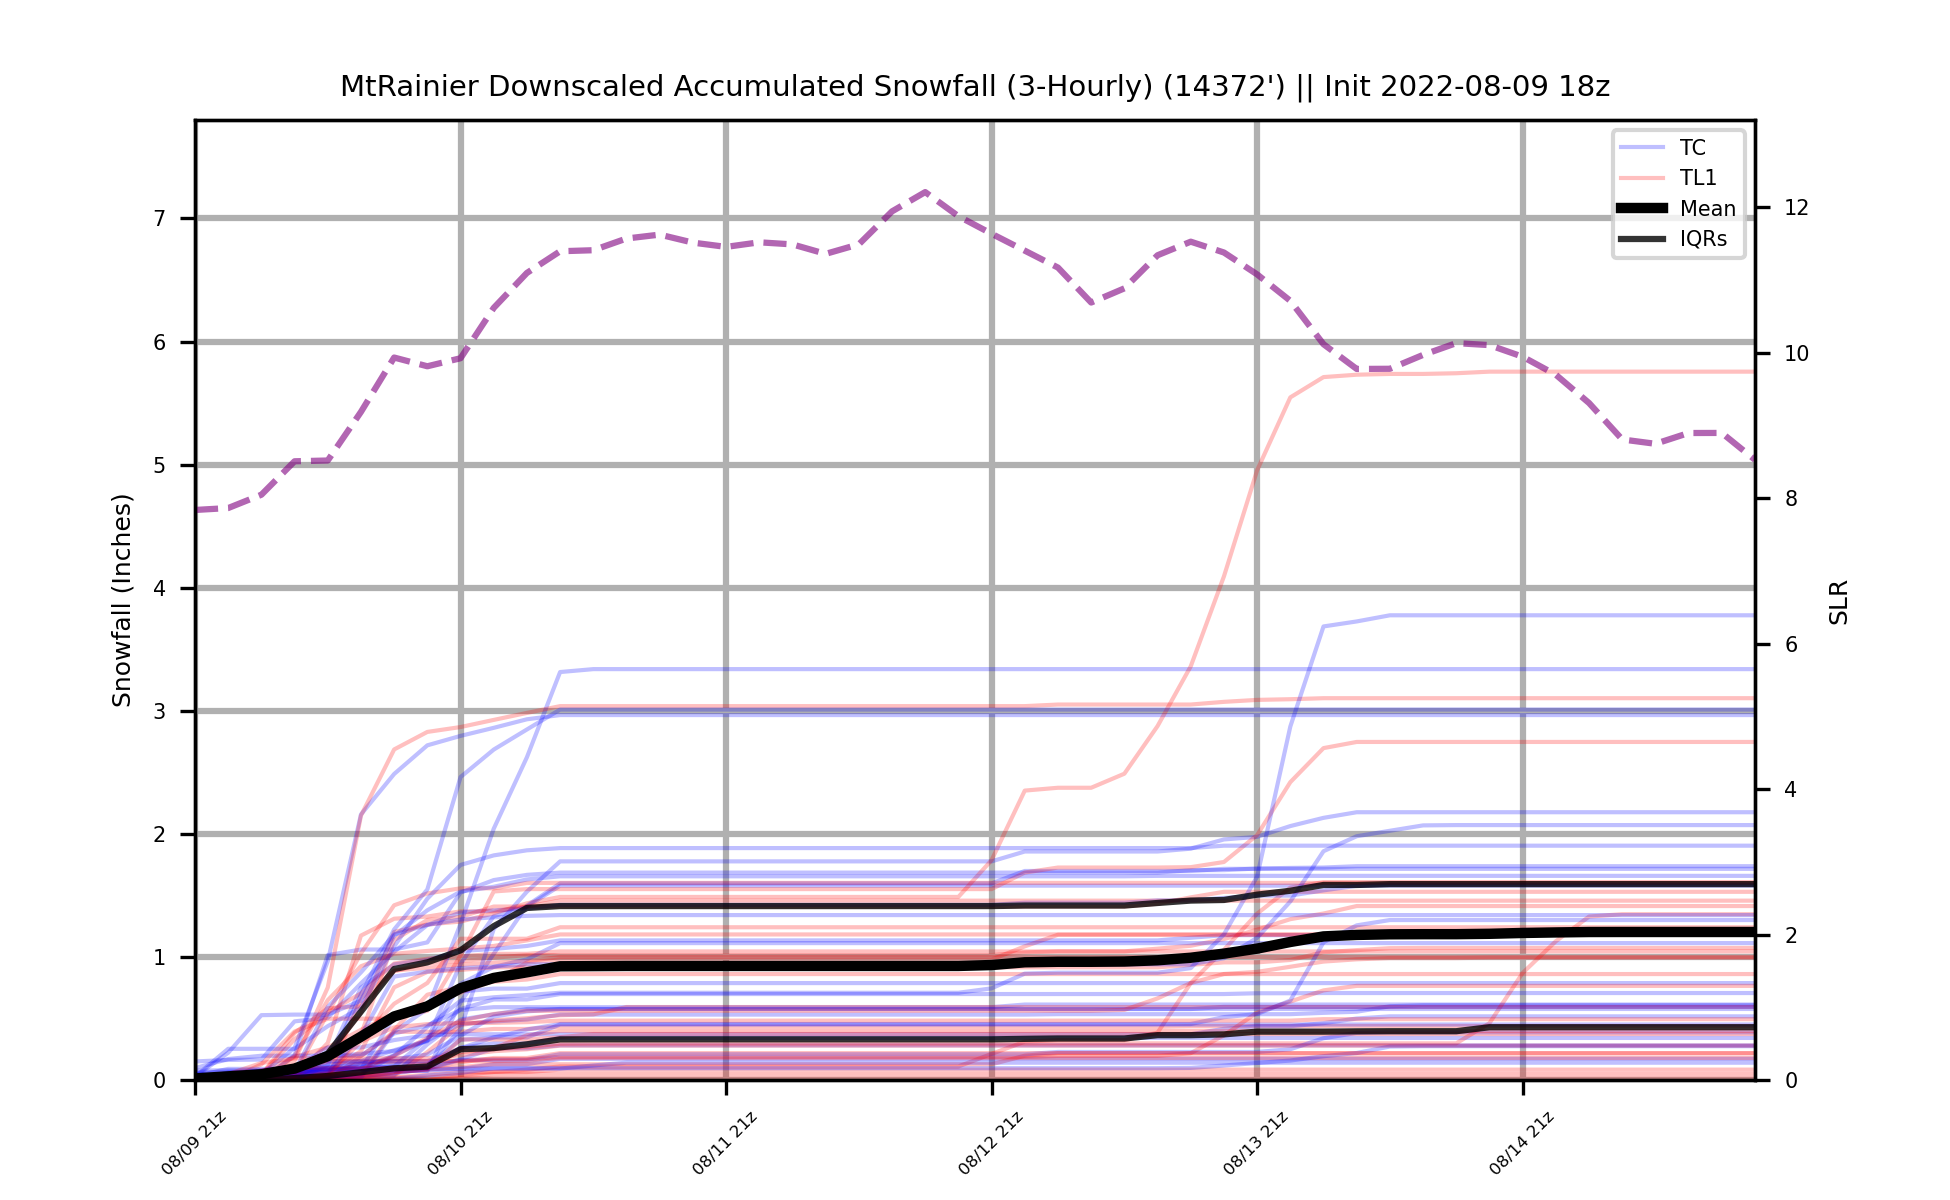 MtRainier Downscaled Accumulated Snowfall (3-Hourly) (14372') || Init 2022-08-09 18z
TC
TL1
Mean
IQRs
Snowfall (Inches)
7
6
5
4
3
2
1
0
12
10
8
6
4
2
0
SLR
08/09 21z
08/10 21z
08/11 21z
08/12 21z
08/13 21z
08/14 21z